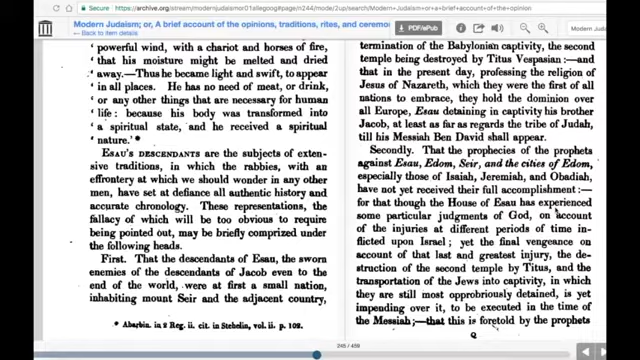 https://archive.org/stream/modernjudaismor01allegoog#page/244/mode/2up/search/Modern+Judaism+or+a+brief+account+of+the+opinion
Modern Judaism; or, A brief account of the opinions, traditions, rites, and ceremon
Back to item details
PDF/ePub
Modern Jud
‘ powerful wind, with a chariot and horses of fire,
‘ that his moisture might be melted and dried
‘ away.—Thus he became light and swift, to appear
‘ in all places. He has no need of meat, or drink,
‘ or any other things that are necessary for human
‘ life: because his body was transformed into
‘ a spiritual state, and he received a spiritual
‘ nature.’*
ESAU'S DESCENDANTS are the subjects of exten-
sive traditions, in which the rabbies, with an
effrontery at which we should wonder in any other
men, have set at defiance all authentic history and
accurate chronology. These representations, the
fallacy of which will be too obvious to require
being pointed out, may be briefly comprized under
the following heads.
First. That the descendants of Esau, the sworn
enemies of the descendants of Jacob even to the
end of the world, were at first a small nation,
inhabiting mount Seir and the adjacent country,
* Abarbin. in 2 Reg. ii. cit in Stehelin, vol. ii. p. 102.
termination of the Babylonian captivity, the second
temple being destroyed by Titus Vespasian:—
and that in the present day, professing the religion of
Jesus of Nazareth, which they were the first of all
nations to embrace, they hold the dominion over
all Europe, Esau detaining in captivity his brother
Jacob, at least as far as regards the tribe of Judah,
till his Messiah Ben David shall appear.
Secondly. That the prophecies of the prophets
against Esau, Edom, Seir, and the cities of Edom,
especially those of Isaiah, Jeremiah, and Obadiah,
have not yet received their full accomplishment:—
for that though the House of Esau has experienced
some particular judgments of God, on account
of the injuries at different periods of time in-
flicted upon Israel; yet the final vengeance on
account of that last and greatest injury, the de-
struction of the second temple by Titus, and the
transportation of the Jews into captivity, in which
they are still most opprobriously detained, is yet
impending over it, to be executed in the time of
the Messiah;—that this is foretold by the prophets
245 / 459